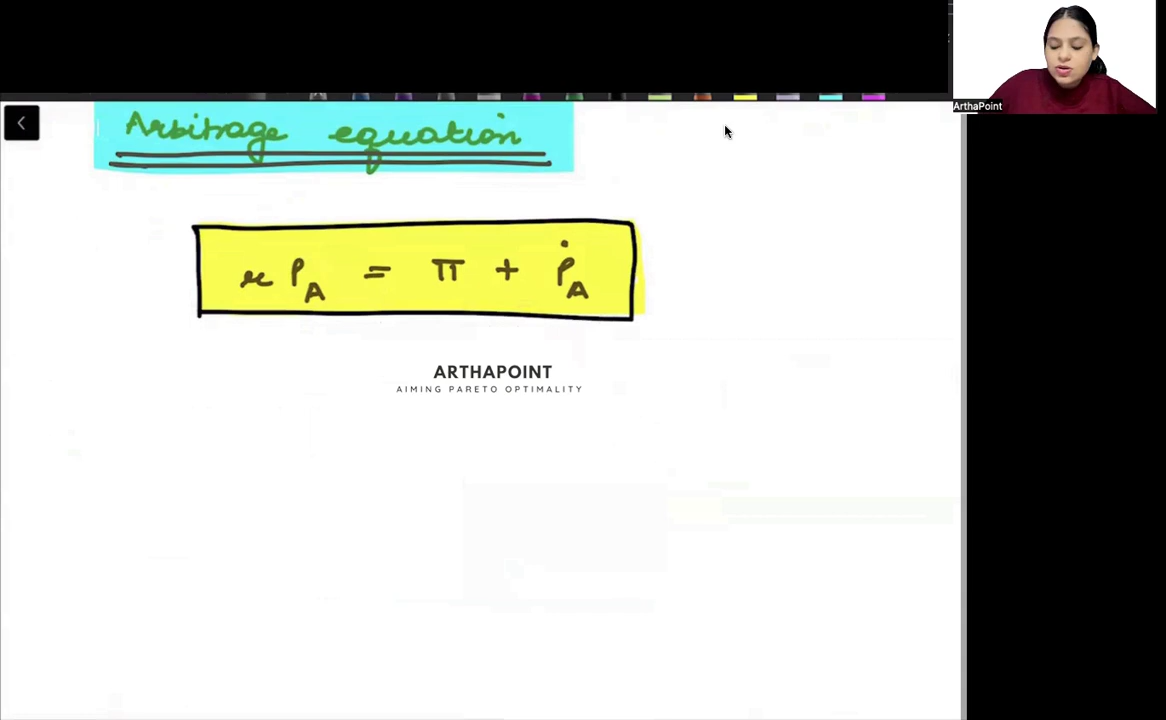 ArthaPoint
Arbitrage equation
r P_A = π + Ṗ_A
ARTHAPOINT
AIMING PARETO OPTIMALITY